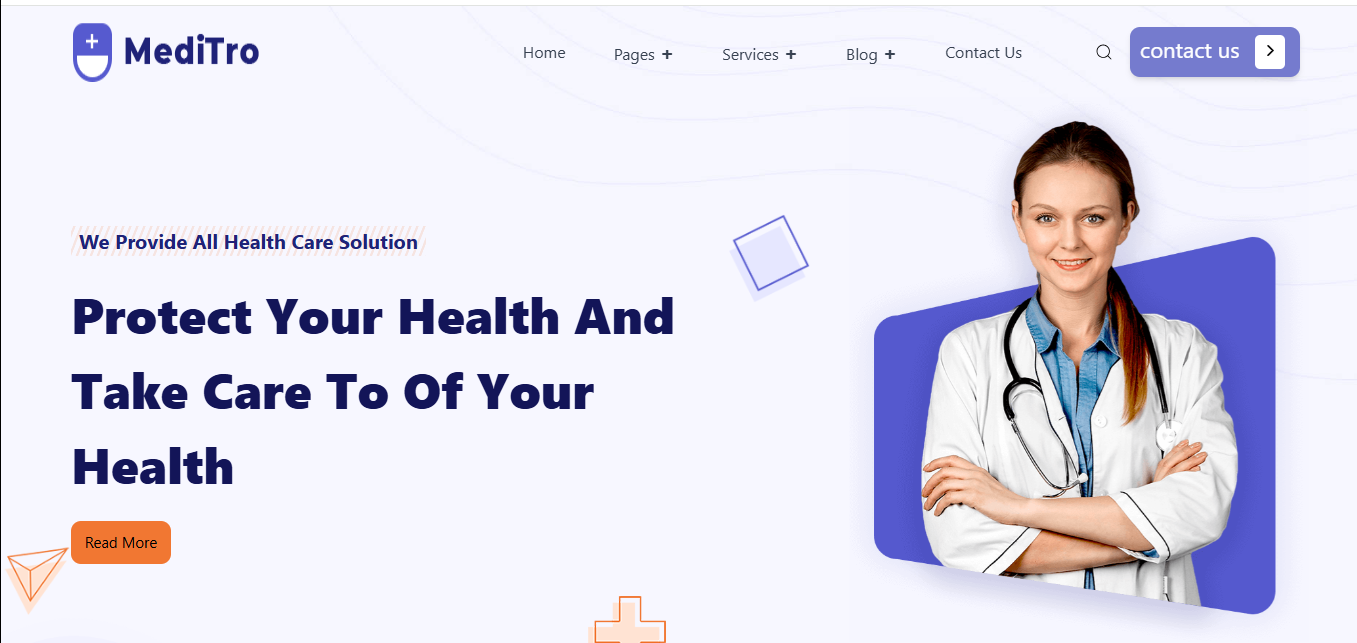 MediTro
Home
Pages +
Services +
Blog +
Contact Us
contact us
We Provide All Health Care Solution
Protect Your Health And
Take Care To Of Your
Health
Read More